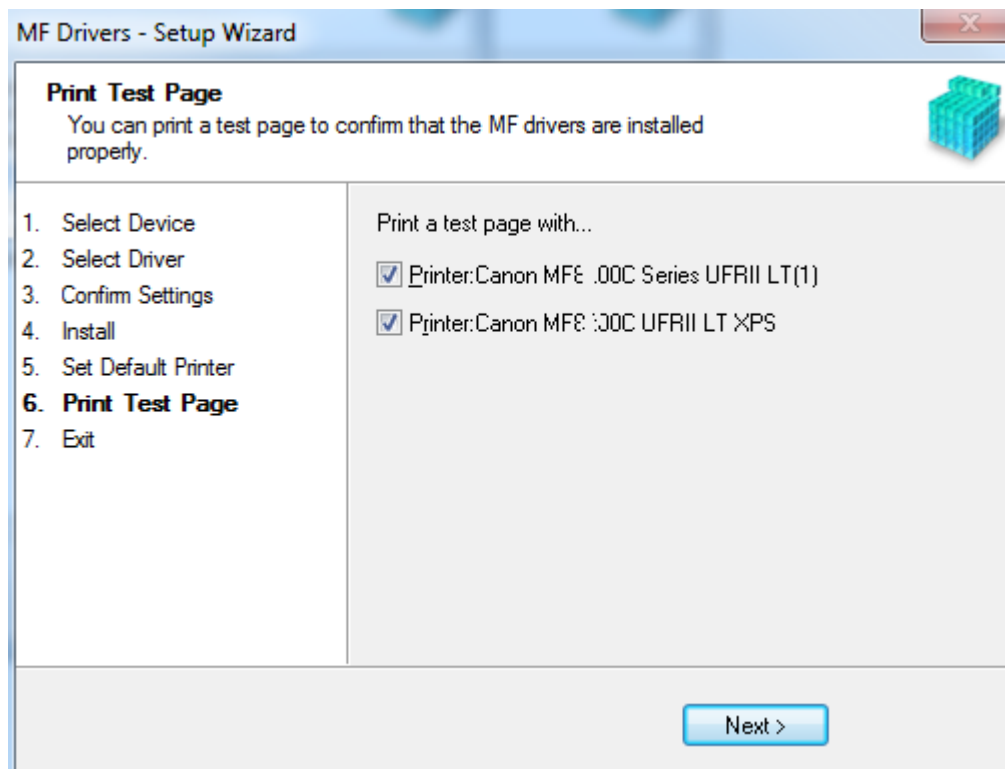 MF Drivers - Setup Wizard
Print Test Page
You can print a test page to confirm that the MF drivers are installed
properly.
1. Select Device
2. Select Driver
3. Confirm Settings
4. Install
5. Set Default Printer
6. Print Test Page
7. Exit
Print a test page with...
Printer:Canon Series UFRII LT(1)
Printer:Canon UFRII LT XPS
Next >